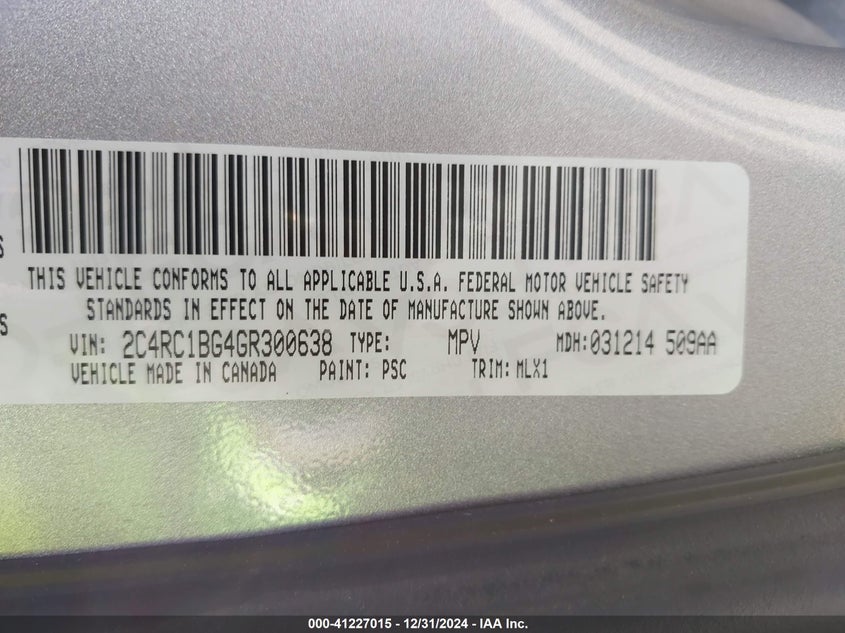 S
THIS VEHICLE CONFORMS TO ALL APPLICABLE U.S.A. FEDERAL MOTOR VEHICLE SAFETY
STANDARDS IN EFFECT ON THE DATE OF MANUFACTURE SHOWN ABOVE.
S
VIN: 2C4RC1BG4GR300638 TYPE: MPV MDH:031214 509AA
VEHICLE MADE IN CANADA PAINT: PSC TRIM: MLX1
000-41227015 - 12/31/2024 - IAA Inc.